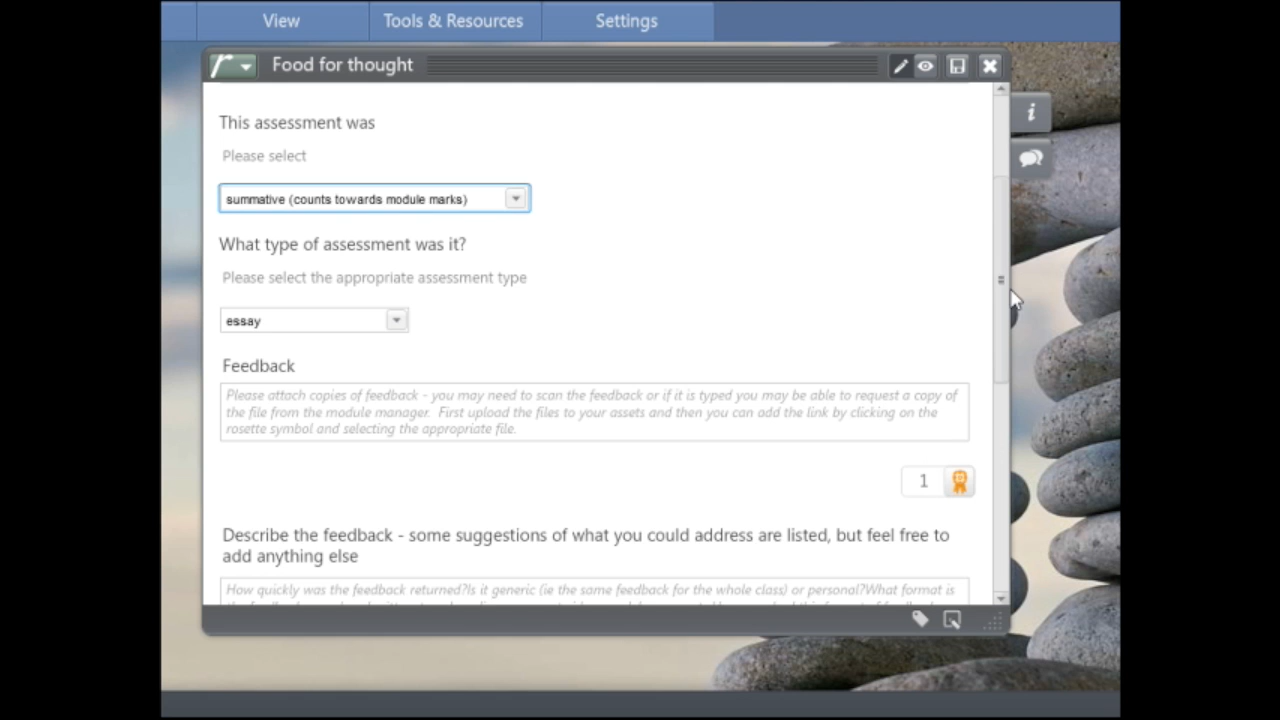 View
Tools & Resources
Settings
Food for thought
This assessment was
Please select
summative (counts towards module marks)
What type of assessment was it?
Please select the appropriate assessment type
essay
Feedback
Please attach copies of feedback - you may need to scan the feedback or if it is typed you may be able to request a copy of
the file from the module manager. First upload the files to your assets and then you can add the link by clicking on the
rosette symbol and selecting the appropriate file.
1
Describe the feedback - some suggestions of what you could address are listed, but feel free to
add anything else
How quickly was the feedback returned?Is it generic (ie the same feedback for the whole class) or personal?What format is